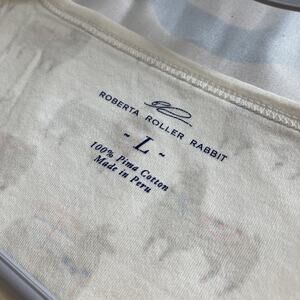 ROBERTA ROLLER RABBIT
- L -
100% Pima Cotton
Made in Peru